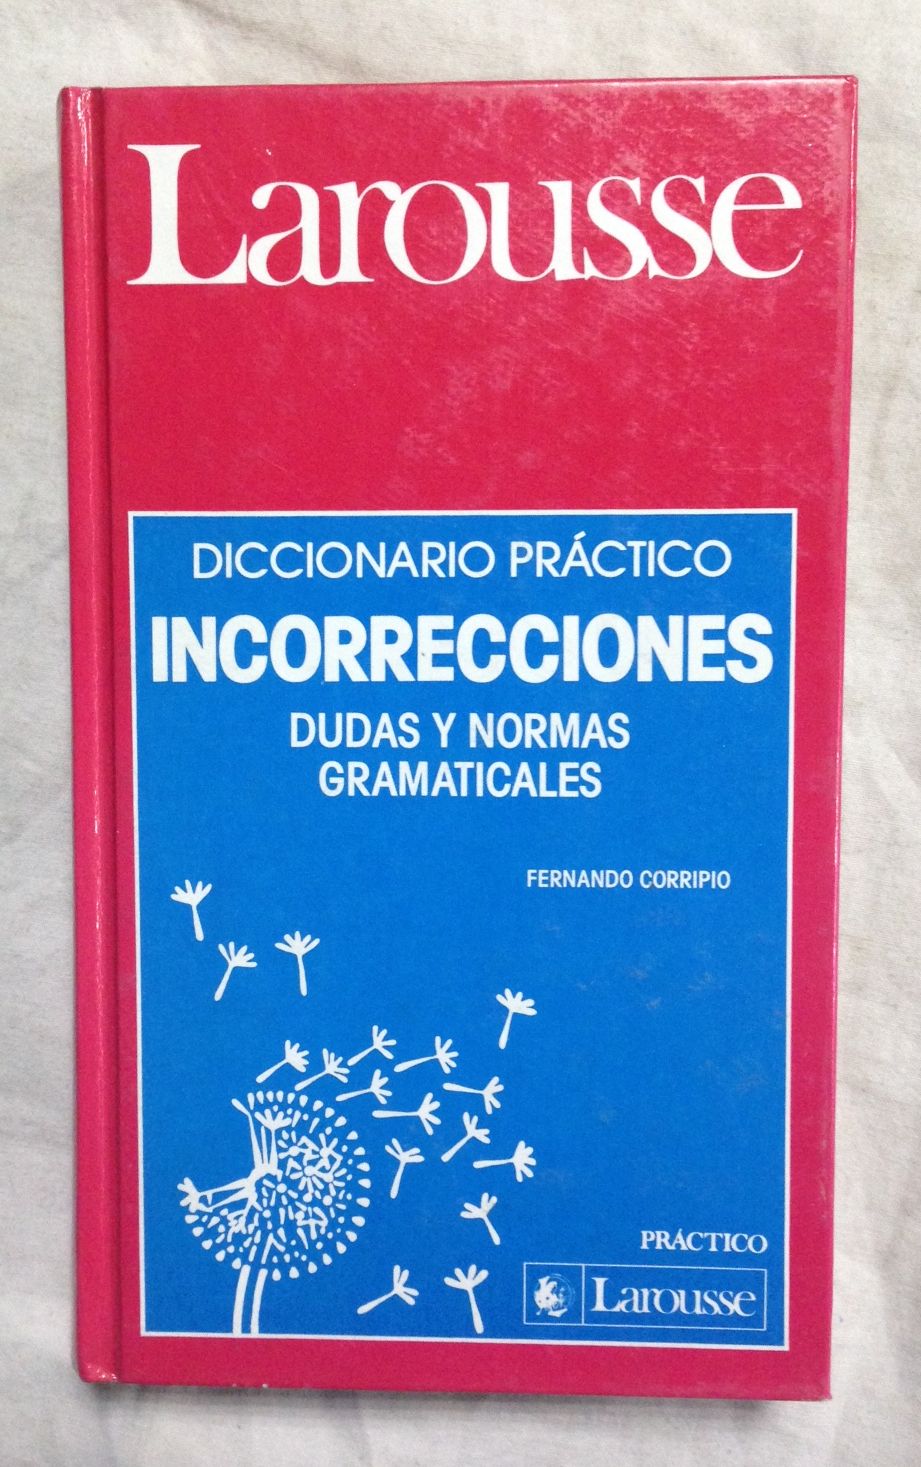 Larousse
DICCIONARIO PRÁCTICO
INCORRECCIONES
DUDAS Y NORMAS
GRAMATICALES
FERNANDO CORRIPIO
PRÁCTICO
Larousse